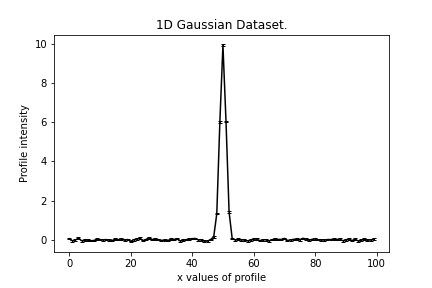 1D Gaussian Dataset.
10
8
6
4
2
0
Profile intensity
0 20 40 60 80 100
x values of profile